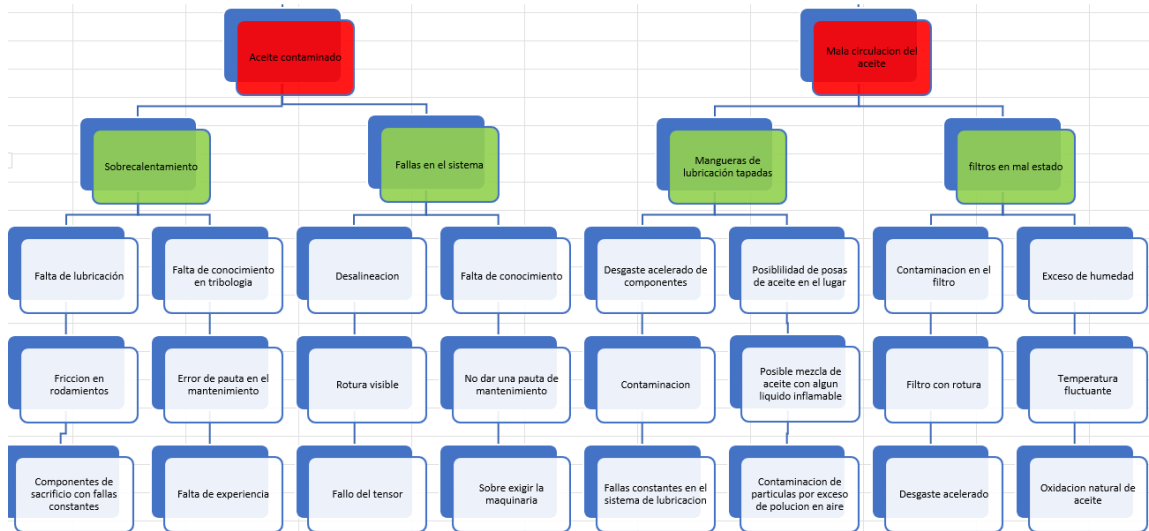 Aceite contaminado
Mala circulacion del
aceite
Sobrecalentamiento
Fallas en el sistema
Mangueras de
lubricación tapadas
filtros en mal estado
Falta de lubricación
Falta de conocimiento
en tribologia
Desalineacion
Falta de conocimiento
Desgaste acelerado de
componentes
Posiblilidad de posas
de aceite en el lugar
Contaminacion en el
filtro
Exceso de humedad
Friccion en
rodamientos
Error de pauta en el
mantenimiento
Rotura visible
No dar una pauta de
mantenimiento
Contaminacion
Posible mezcla de
aceite con algun
liquido inflamable
Filtro con rotura
Temperatura
fluctuante
Componentes de
sacrificio con fallas
constantes
Falta de experiencia
Fallo del tensor
Sobre exigir la
maquinaria
Fallas constantes en el
sistema de lubricacion
Contaminacion de
particulas por exceso
de polucion en aire
Desgaste acelerado
Oxidacion natural de
aceite